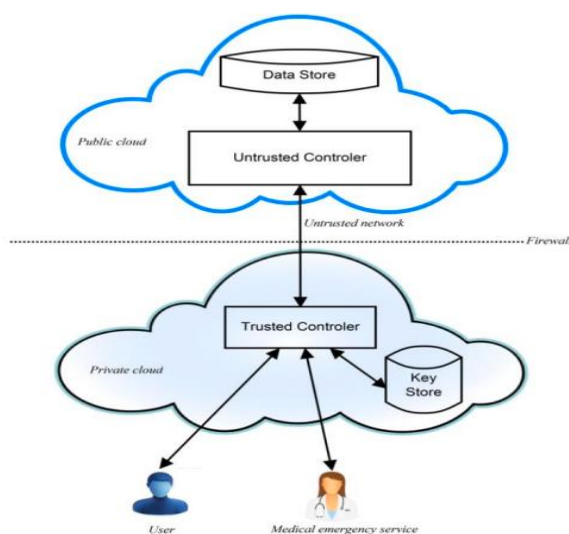 Data Store
Public cloud
Untrusted Controler
Untrusted network
Firewall
Trusted Controler
Private cloud
Key
Store
User
Medical emergency service